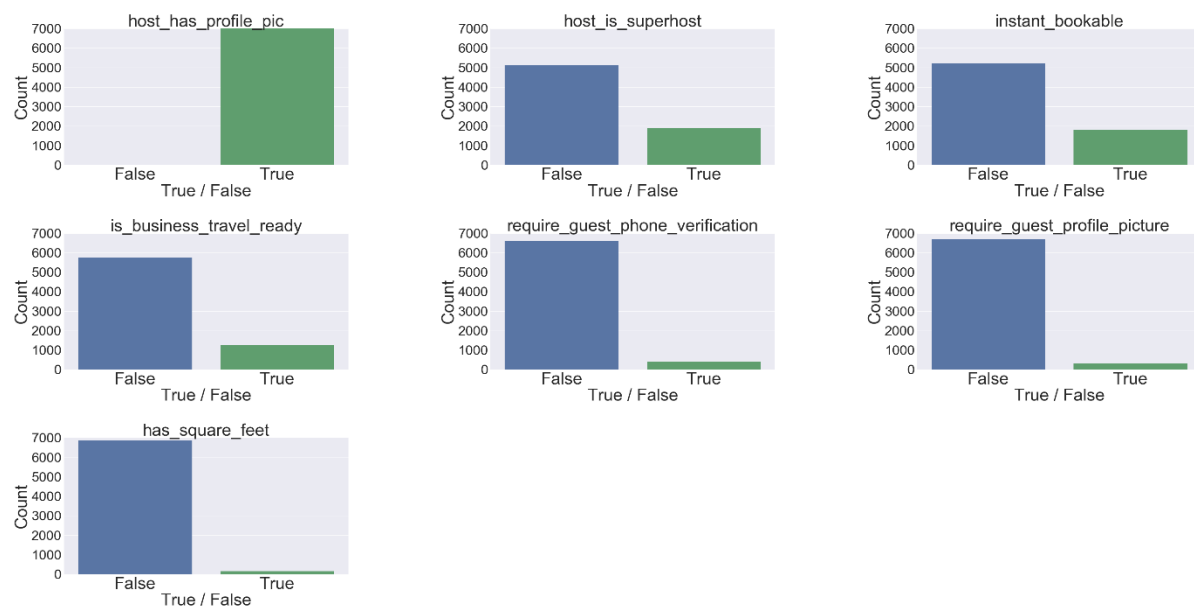 host_has_profile_pic
7000
6000
5000
4000
3000
2000
1000
0
Count
False True
True / False
host_is_superhost
7000
6000
5000
4000
3000
2000
1000
0
Count
False True
True / False
instant_bookable
7000
6000
5000
4000
3000
2000
1000
0
Count
False True
True / False
is_business_travel_ready
7000
6000
5000
4000
3000
2000
1000
0
Count
False True
True / False
require_guest_phone_verification
7000
6000
5000
4000
3000
2000
1000
0
Count
False True
True / False
require_guest_profile_picture
7000
6000
5000
4000
3000
2000
1000
0
Count
False True
True / False
has_square_feet
7000
6000
5000
4000
3000
2000
1000
0
Count
False True
True / False